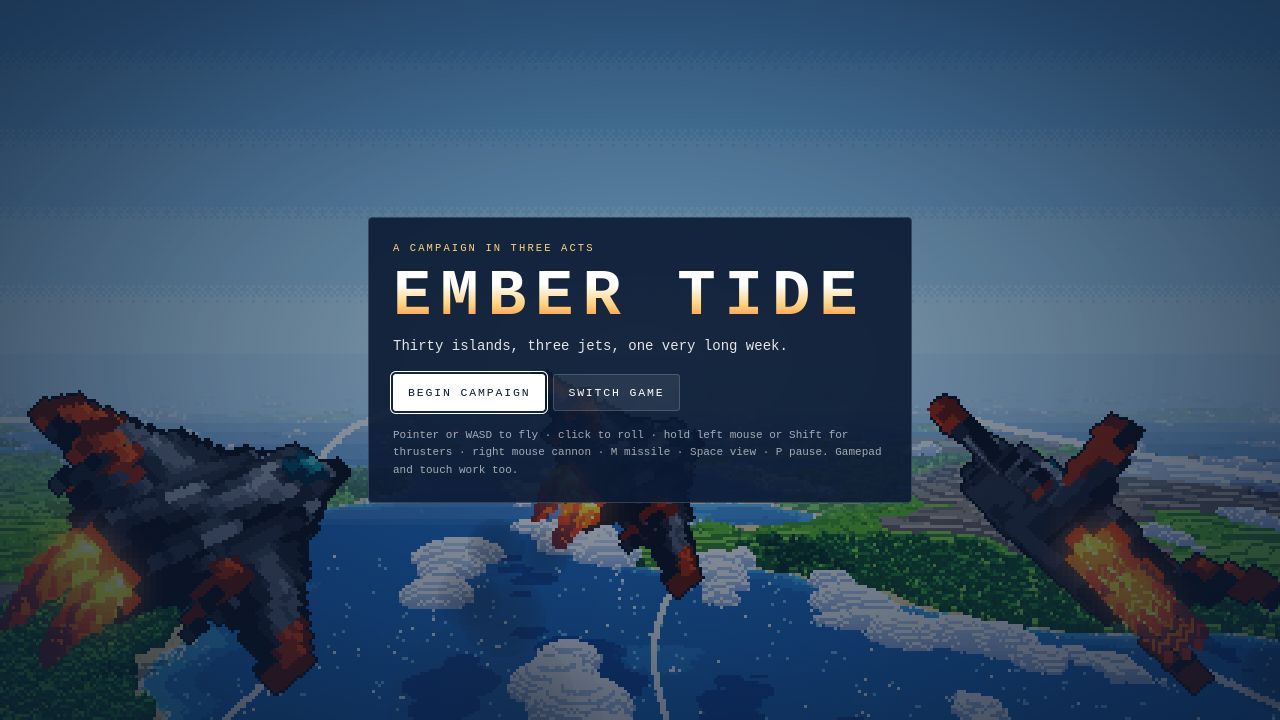 A CAMPAIGN IN THREE ACTS
EMBER TIDE
Thirty islands, three jets, one very long week.
BEGIN CAMPAIGN
SWITCH GAME
Pointer or WASD to fly · click to roll · hold left mouse or Shift for
thrusters · right mouse cannon · M missile · Space view · P pause. Gamepad
and touch work too.